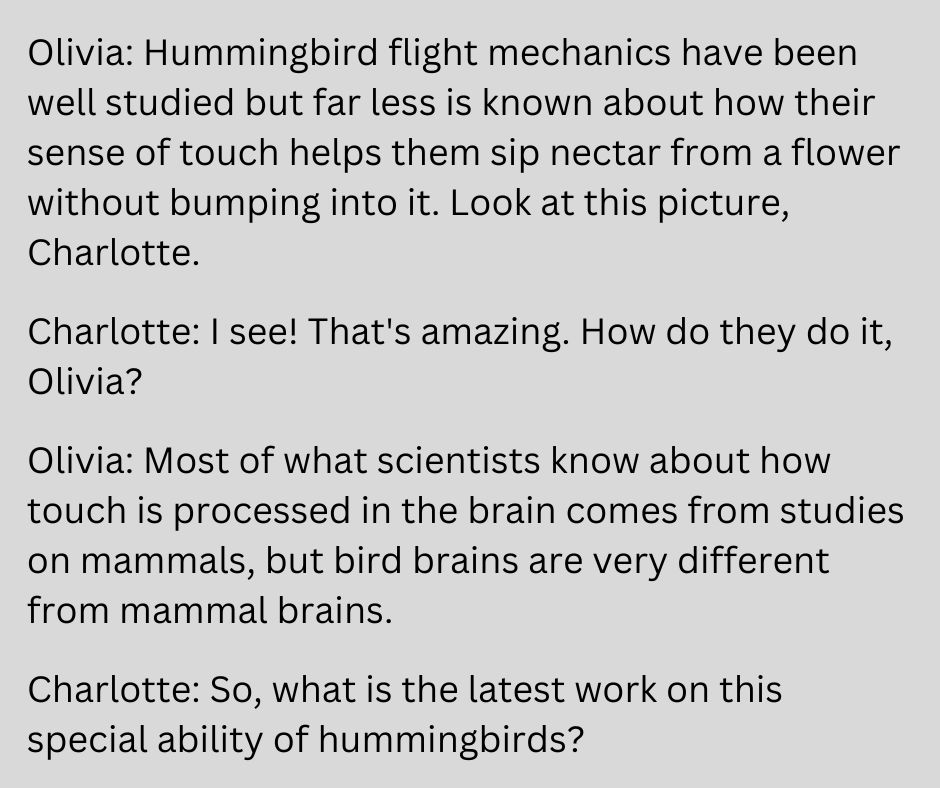 Olivia: Hummingbird flight mechanics have been
well studied but far less is known about how their
sense of touch helps them sip nectar from a flower
without bumping into it. Look at this picture,
Charlotte.
Charlotte: I see! That's amazing. How do they do it,
Olivia?
Olivia: Most of what scientists know about how
touch is processed in the brain comes from studies
on mammals, but bird brains are very different
from mammal brains.
Charlotte: So, what is the latest work on this
special ability of hummingbirds?